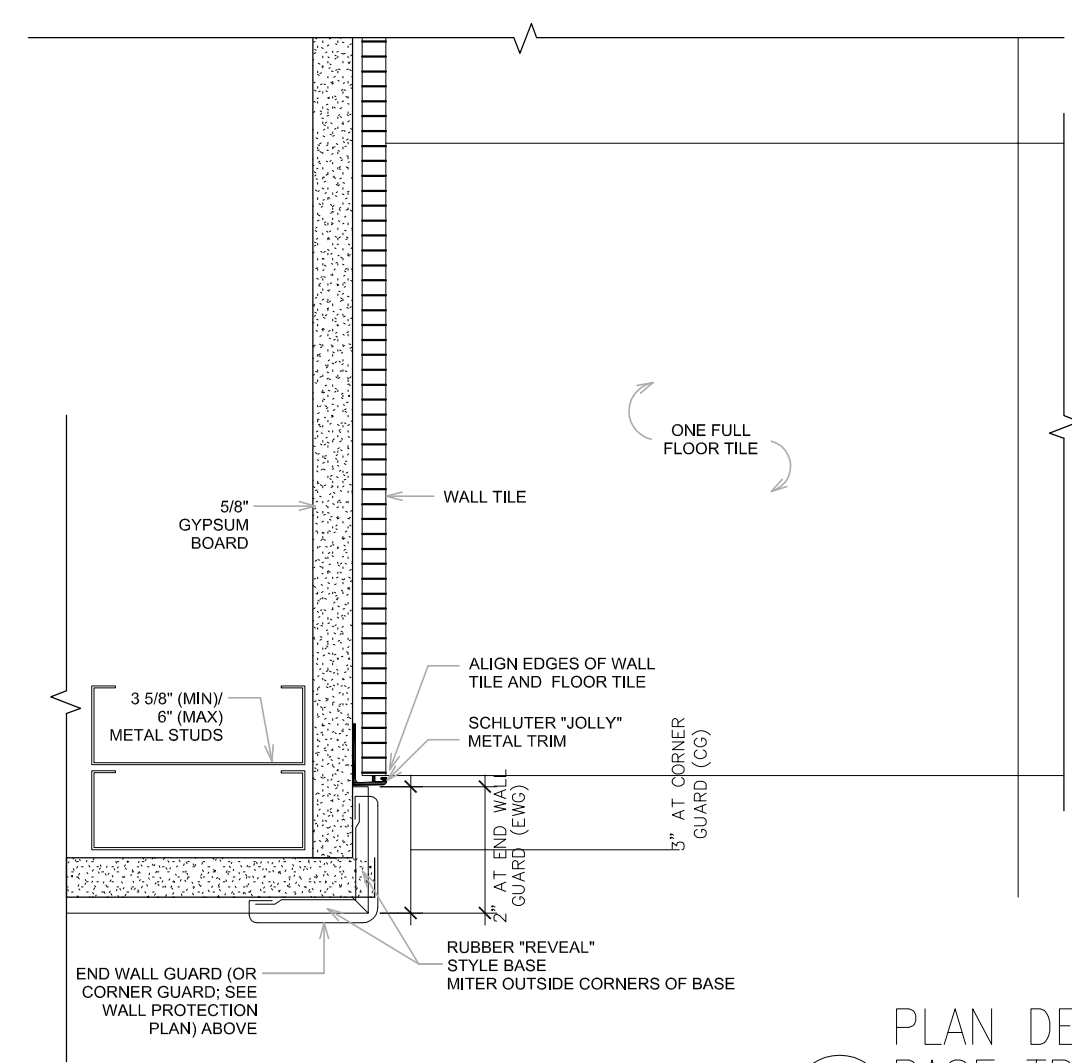 ONE FULL
FLOOR TILE
WALL TILE
5/8"
GYPSUM
BOARD
ALIGN EDGES OF WALL
TILE AND FLOOR TILE
3 5/8" (MIN)/
6" (MAX)
METAL STUDS
SCHLUTER "JOLLY"
METAL TRIM
2" AT END WALL
GUARD (EWG)
3" AT CORNER
GUARD (CG)
RUBBER "REVEAL"
STYLE BASE
MITER OUTSIDE CORNERS OF BASE
END WALL GUARD (OR
CORNER GUARD; SEE
WALL PROTECTION
PLAN) ABOVE
PLAN DE